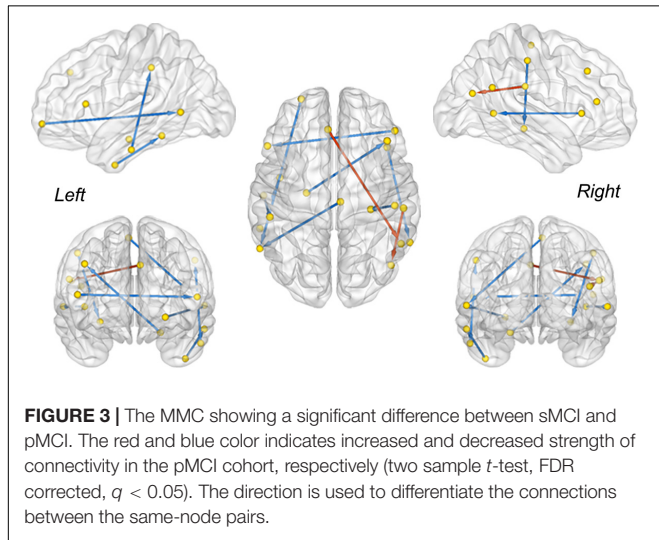 Left
Right
FIGURE 3 | The MMC showing a significant difference between sMCI and
pMCI. The red and blue color indicates increased and decreased strength of
connectivity in the pMCI cohort, respectively (two sample t-test, FDR
corrected, q < 0.05). The direction is used to differentiate the connections
between the same-node pairs.